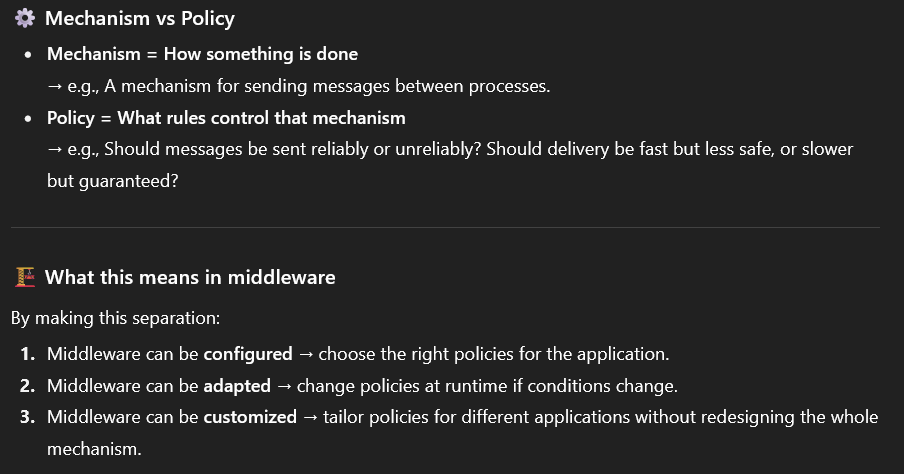 ⚙️ Mechanism vs Policy
• Mechanism = How something is done
→ e.g., A mechanism for sending messages between processes.
• Policy = What rules control that mechanism
→ e.g., Should messages be sent reliably or unreliably? Should delivery be fast but less safe, or slower
but guaranteed?
🏗️ What this means in middleware
By making this separation:
1. Middleware can be configured → choose the right policies for the application.
2. Middleware can be adapted → change policies at runtime if conditions change.
3. Middleware can be customized → tailor policies for different applications without redesigning the whole
mechanism.